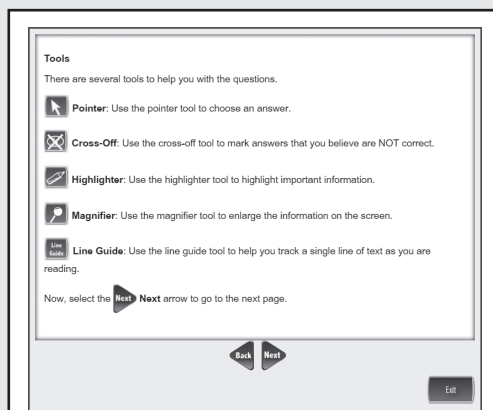 Tools
There are several tools to help you with the questions.
Pointer: Use the pointer tool to choose an answer.
Cross-Off: Use the cross-off tool to mark answers that you believe are NOT correct.
Highlighter: Use the highlighter tool to highlight important information.
Magnifier: Use the magnifier tool to enlarge the information on the screen.
Line
Guide
Line Guide: Use the line guide tool to help you track a single line of text as you are
reading.
Now, select the Next Next arrow to go to the next page.
Back Next
Exit